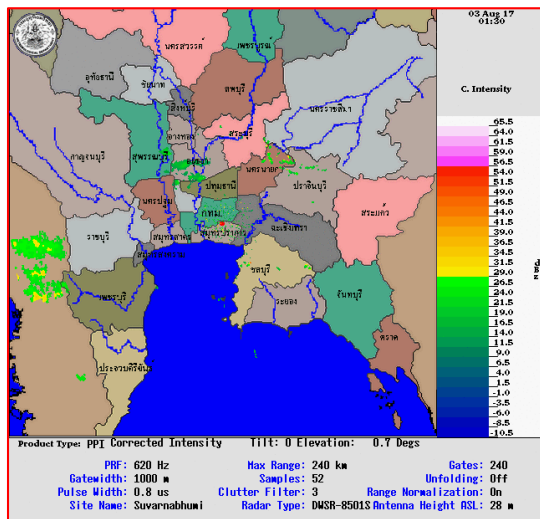 03 Aug 17
01:30
C. Intensity
นครสวรรค์
เพชรบูรณ์
อุทัยธานี
ชัยนาท
ลพบุรี
สิงห์บุรี
นครราชสีมา
อ่างทอง
สระบุรี
กาญจนบุรี
สุพรรณบุรี
อยุธยา
นครนายก
ปราจีนบุรี
ปทุมธานี
นครปฐม
สระแก้ว
กทม.
ฉะเชิงเทรา
สมุทรปราการ
ราชบุรี
สมุทรสาคร
สมุทรสงคราม
ชลบุรี
เพชรบุรี
ระยอง
จันทบุรี
ตราด
ประจวบคีรีขันธ์
65.5
64.0
61.5
59.0
56.5
54.0
51.5
49.0
46.5
44.0
41.5
39.0
36.5
34.0
31.5
29.0
26.5
24.0
21.5
19.0
16.5
14.0
11.5
9.0
6.5
4.0
1.5
-1.0
-3.5
-6.0
-8.5
-10.5
Product Type: PPI Corrected Intensity Tilt: 0 Elevation: 0.7 Degs
PRF: 620 Hz Max Range: 240 km Gates: 240
Gatewidth: 1000 m Samples: 52 Unfolding: Off
Pulse Width: 0.8 us Clutter Filter: 3 Range Normalization: On
Site Name: Suvarnabhumi Radar Type: DWSR-8501S Antenna Height ASL: 28 m